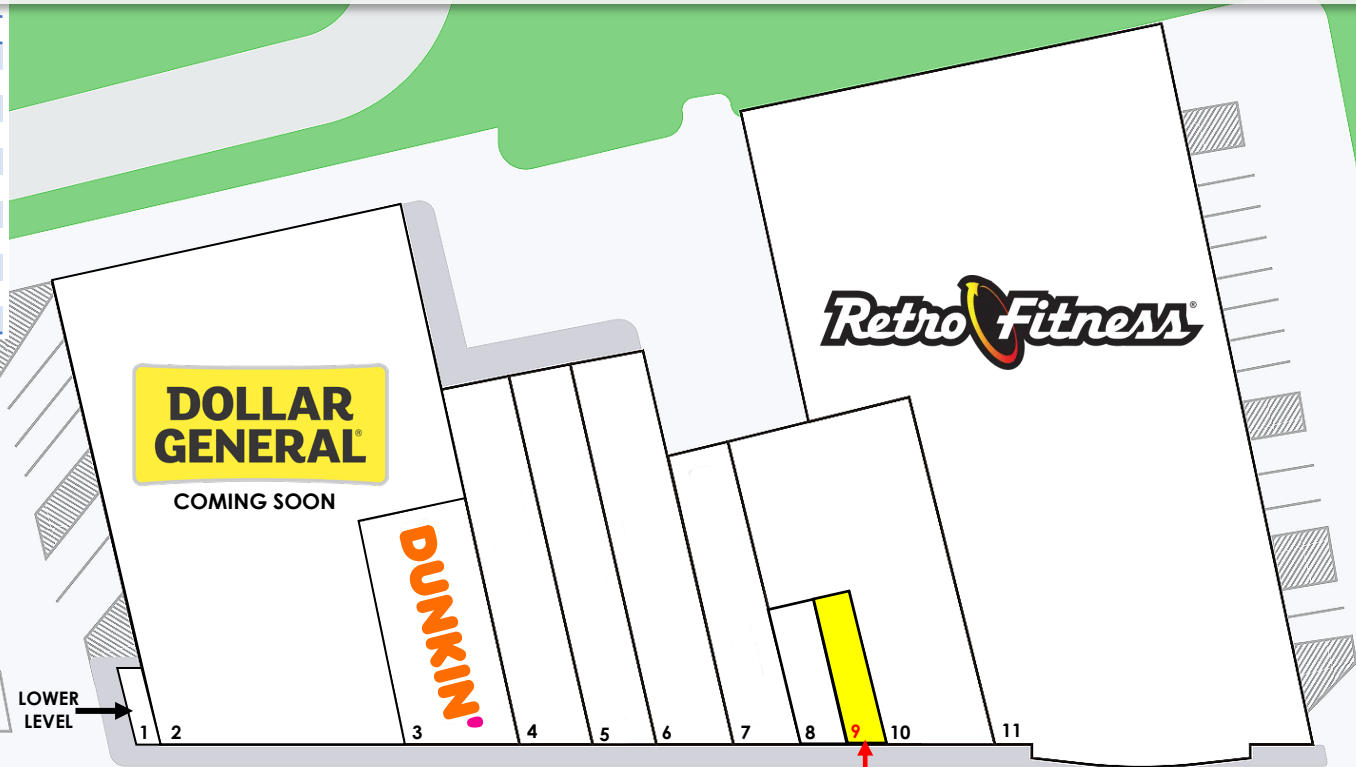 DOLLAR
GENERAL®
COMING SOON
Retro Fitness®
DUNKIN'
LOWER
LEVEL
1 2 3 4 5 6 7 8 9 10 11